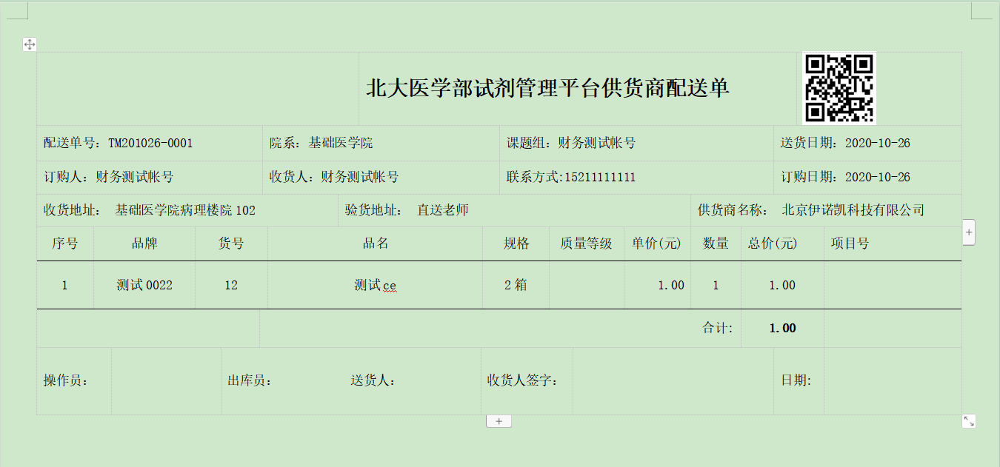 北大医学部试剂管理平台供货商配送单
配送单号：TM201026-0001 院系：基础医学院 课题组：财务测试帐号 送货日期：2020-10-26
订购人：财务测试帐号 收货人：财务测试帐号 联系方式:15211111111 订购日期：2020-10-26
收货地址： 基础医学院病理楼院 102 验货地址： 直送老师 供货商名称： 北京伊诺凯科技有限公司
序号 品牌 货号 品名 规格 质量等级 单价(元) 数量 总价(元) 项目号
1 测试 0022 12 测试 ce 2 箱 1.00 1 1.00
合计: 1.00
操作员： 出库员： 送货人： 收货人签字： 日期: